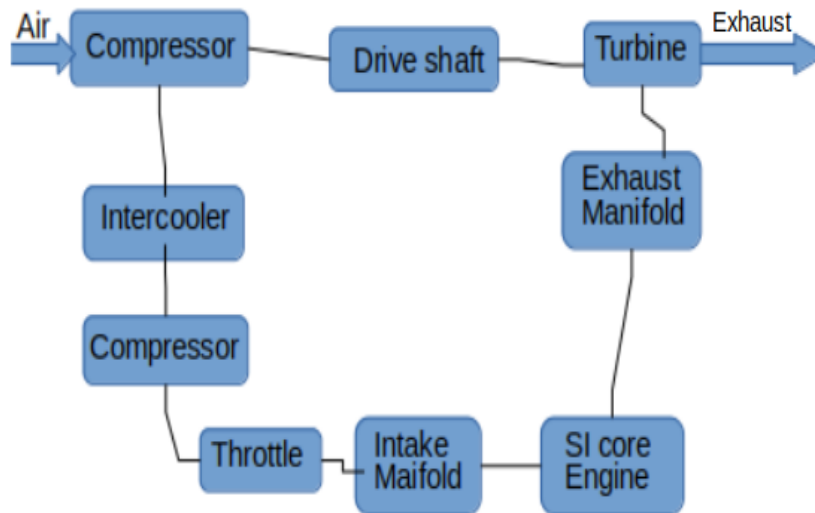 Air
Compressor
Drive shaft
Turbine
Exhaust
Exhaust
Manifold
Intercooler
Compressor
Throttle
Intake
Maifold
SI core
Engine